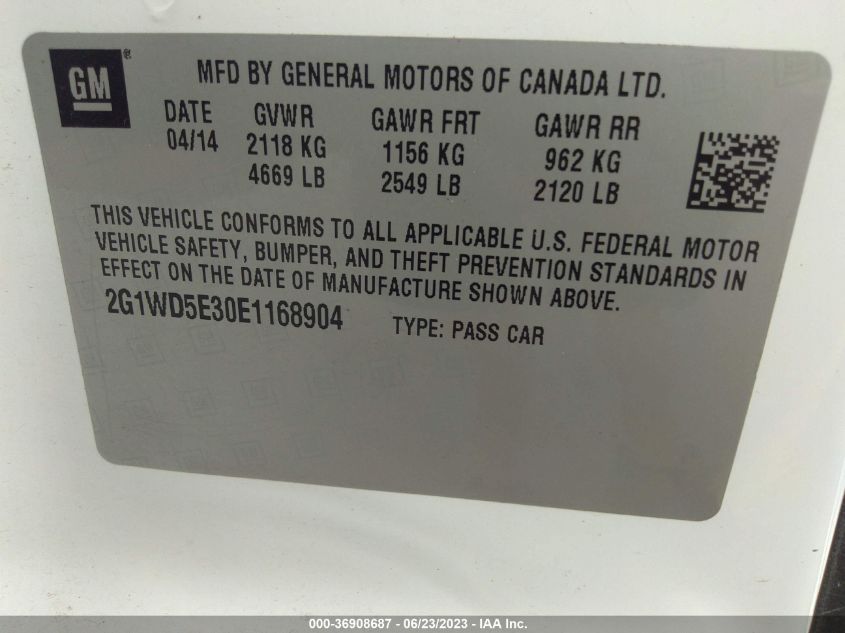 GM®
MFD BY GENERAL MOTORS OF CANADA LTD.
DATE GVWR GAWR FRT GAWR RR
04/14 2118 KG 1156 KG 962 KG
4669 LB 2549 LB 2120 LB
THIS VEHICLE CONFORMS TO ALL APPLICABLE U.S. FEDERAL MOTOR
VEHICLE SAFETY, BUMPER, AND THEFT PREVENTION STANDARDS IN
EFFECT ON THE DATE OF MANUFACTURE SHOWN ABOVE.
2G1WD5E30E1168904 TYPE: PASS CAR
000-36908687 - 06/23/2023 - IAA Inc.